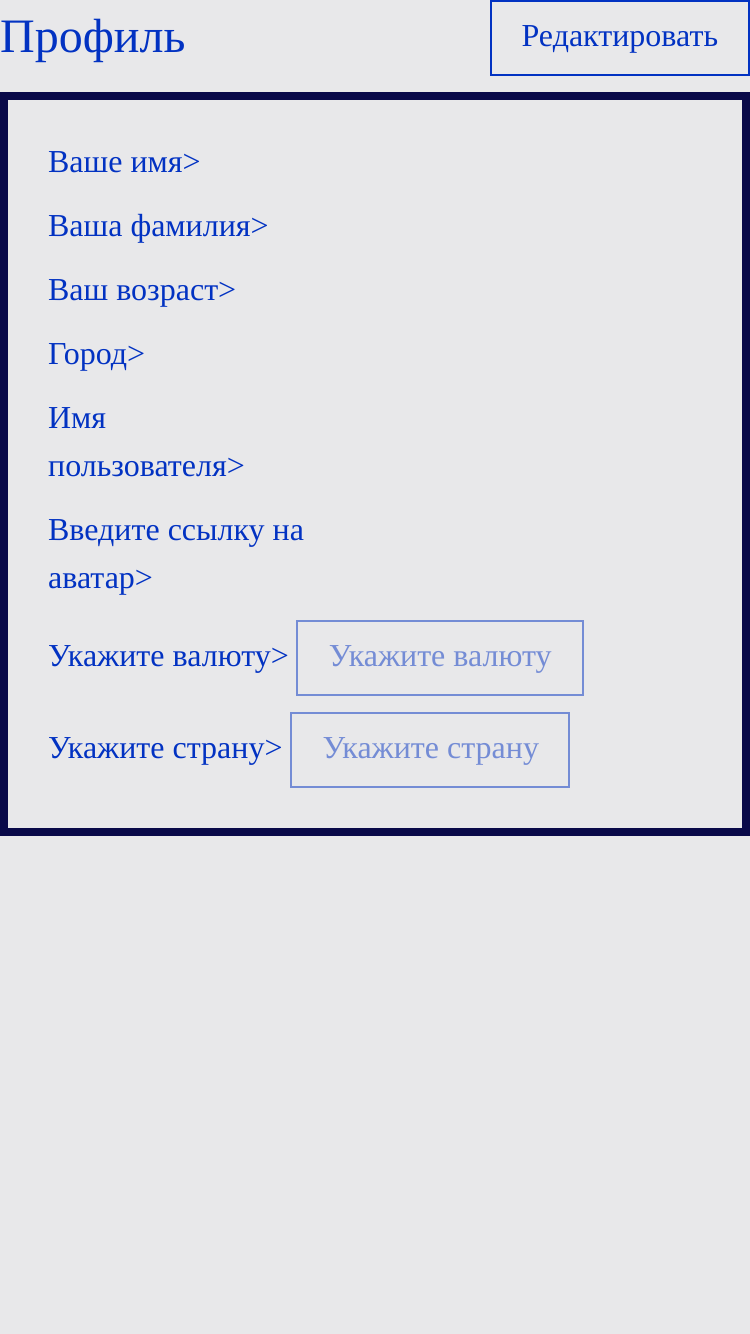 Профиль
Редактировать
Ваше имя>
Ваша фамилия>
Ваш возраст>
Город>
Имя
пользователя>
Введите ссылку на
аватар>
Укажите валюту> Укажите валюту
Укажите страну> Укажите страну